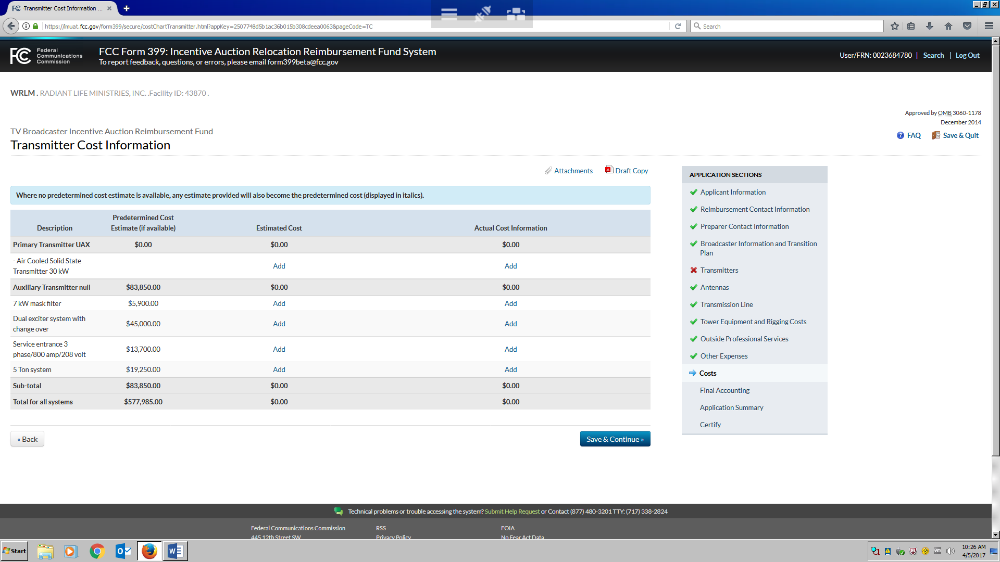 FCC Transmitter Cost Information ...
https://lmuat.fcc.gov/form399/secure/costChartTransmitter.html?appKey=2507748d5b1ac36b015b308cdeea0063&pageCode=TC
Search
FCC Federal Communications Commission
FCC Form 399: Incentive Auction Relocation Reimbursement Fund System
To report feedback, questions, or errors, please email form399beta@fcc.gov
User/FRN: 0023684780 | Search | Log Out
WRLM . RADIANT LIFE MINISTRIES, INC. .Facility ID: 43870 .
Approved by OMB 3060-1178
December 2014
TV Broadcaster Incentive Auction Reimbursement Fund
Transmitter Cost Information
FAQ Save & Quit
Attachments Draft Copy
Where no predetermined cost estimate is available, any estimate provided will also become the predetermined cost (displayed in italics).
Description Predetermined Cost Estimate (if available) Estimated Cost Actual Cost Information
Primary Transmitter UAX $0.00 $0.00 $0.00
- Air Cooled Solid State Transmitter 30 kW Add Add
Auxiliary Transmitter null $83,850.00 $0.00 $0.00
7 kW mask filter $5,900.00 Add Add
Dual exciter system with change over $45,000.00 Add Add
Service entrance 3 phase/800 amp/208 volt $13,700.00 Add Add
5 Ton system $19,250.00 Add Add
Sub-total $83,850.00 $0.00 $0.00
Total for all systems $577,985.00 $0.00 $0.00
« Back
Save & Continue »
APPLICATION SECTIONS
Applicant Information
Reimbursement Contact Information
Preparer Contact Information
Broadcaster Information and Transition
Plan
Transmitters
Antennas
Transmission Line
Tower Equipment and Rigging Costs
Outside Professional Services
Other Expenses
Costs
Final Accounting
Application Summary
Certify
Technical problems or trouble accessing the system? Submit Help Request or Contact (877) 480-3201 TTY: (717) 338-2824
Federal Communications Commission RSS FOIA
445 12th Street SW Privacy Policy No Fear Act Data
Start
10:26 AM
4/5/2017